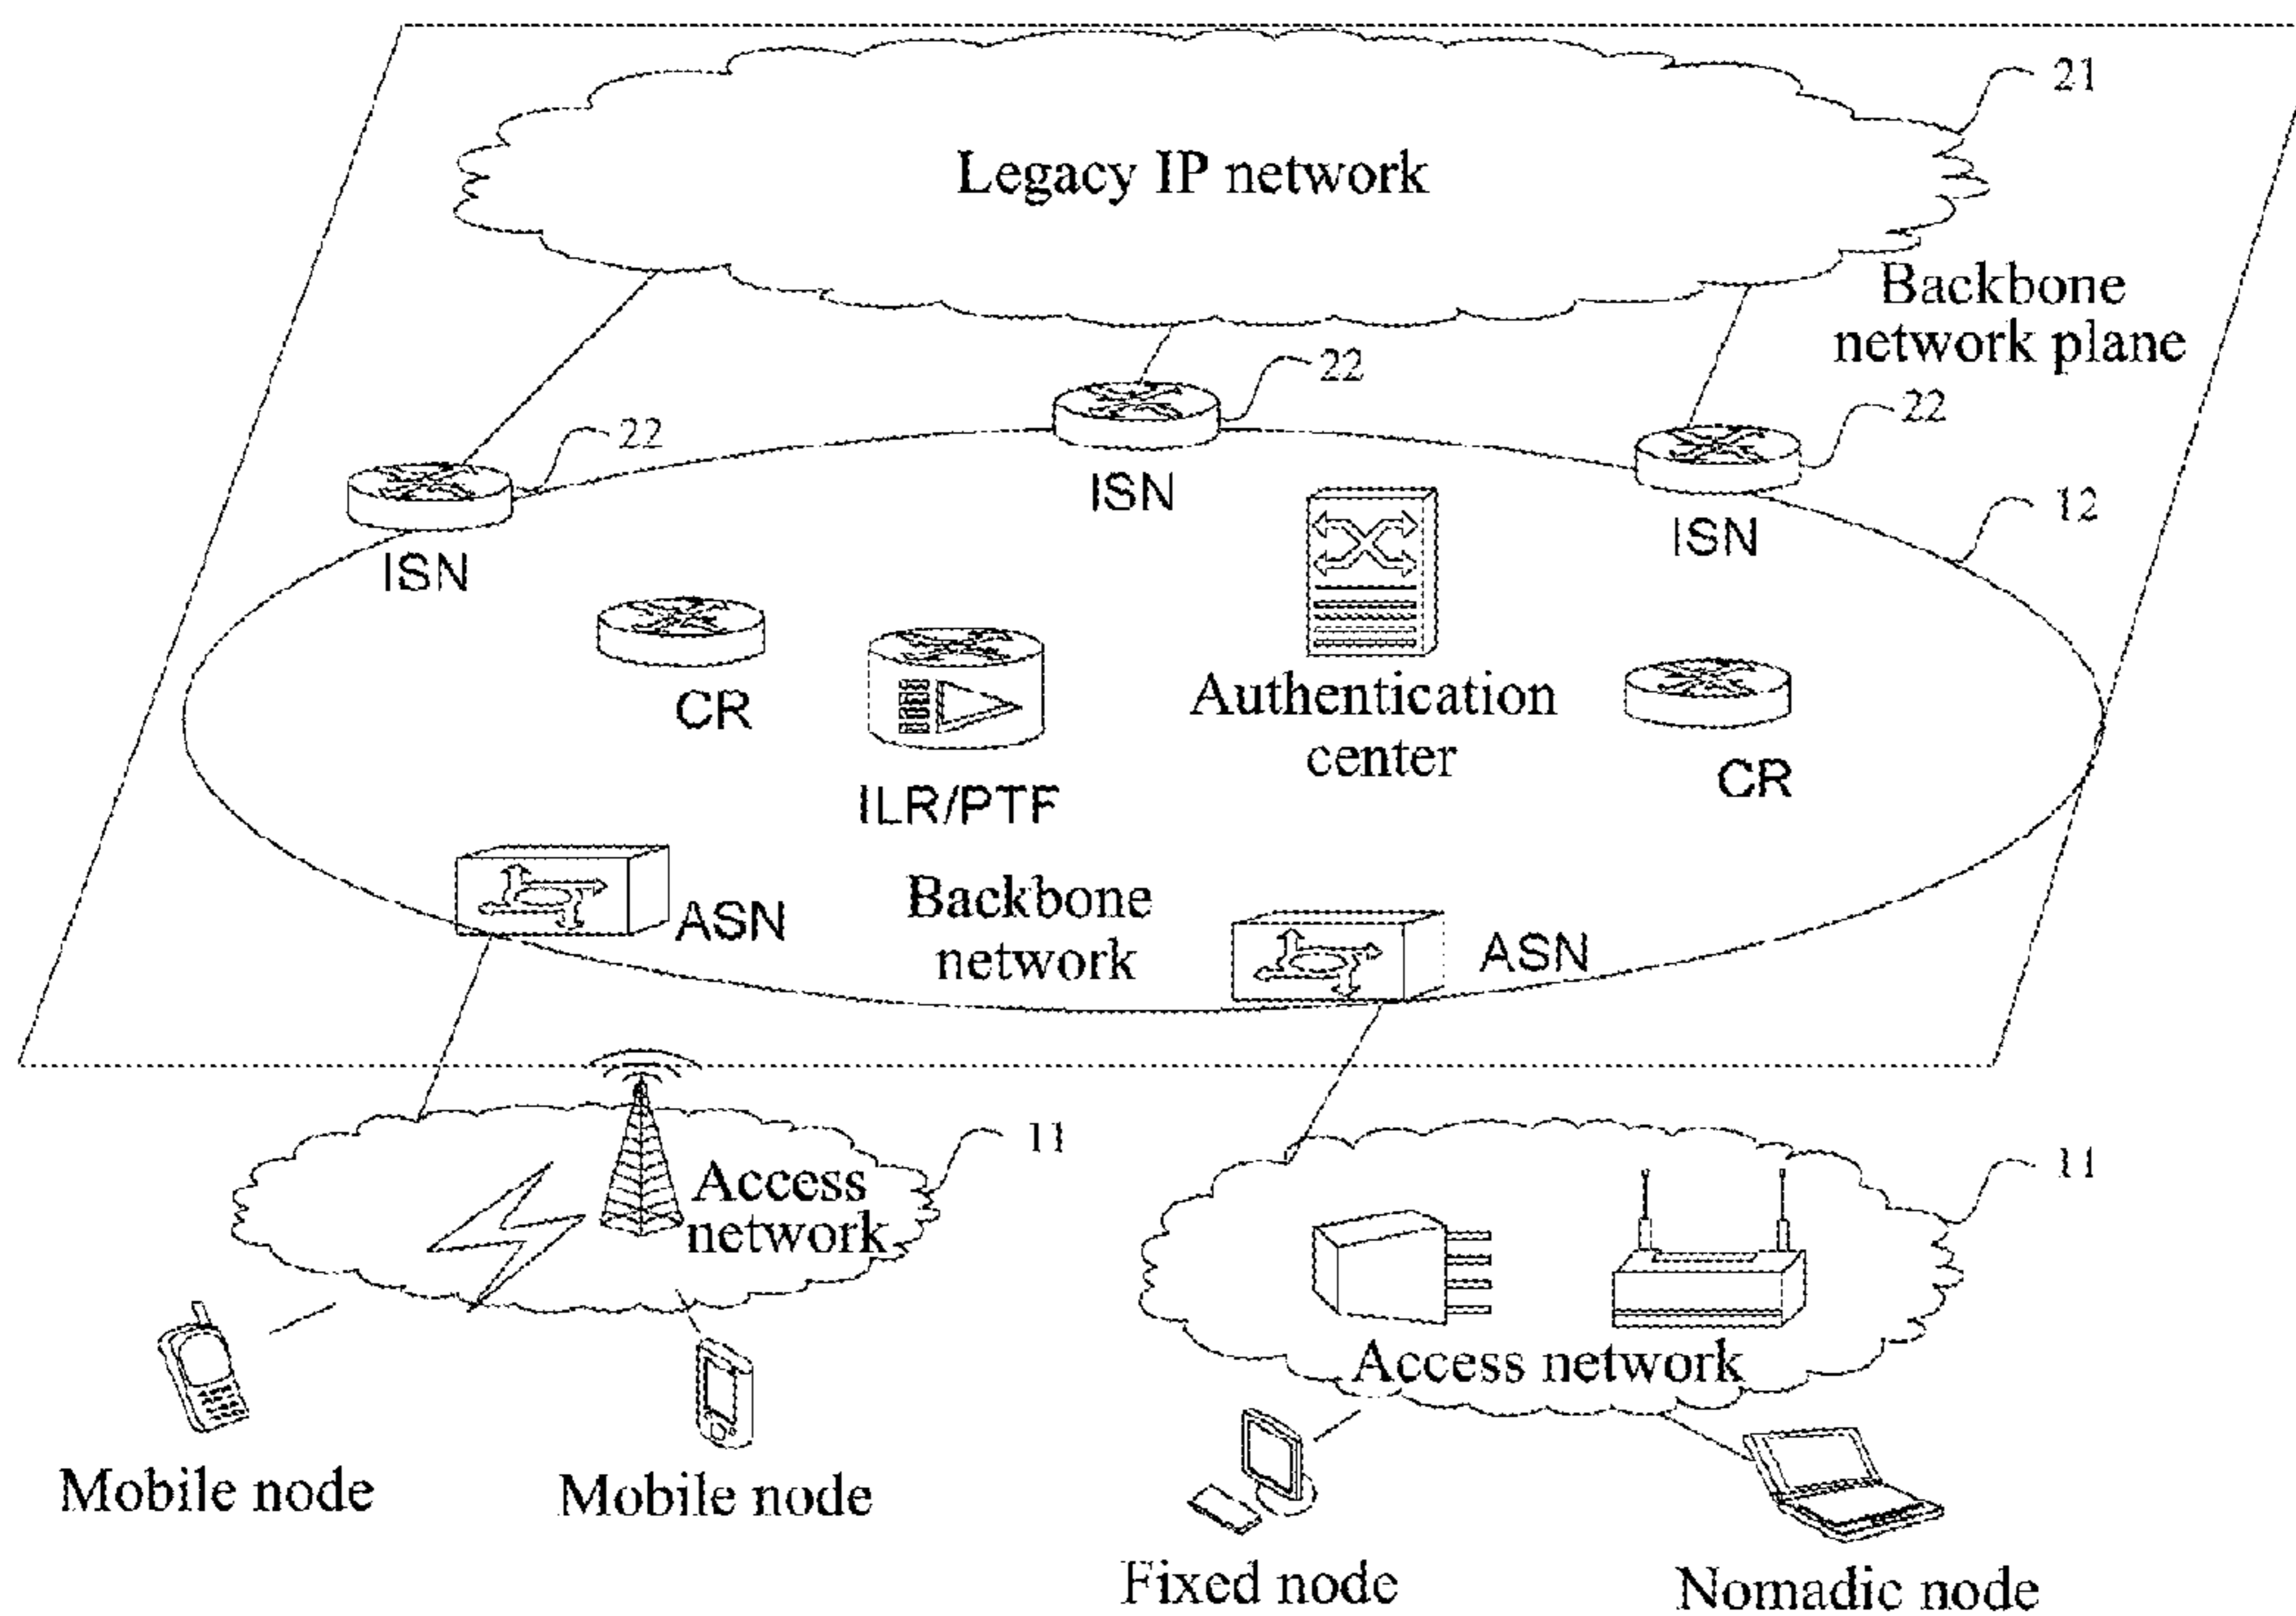 21
Legacy IP network
Backbone
network plane
22
22
22
ISN
ISN
ISN
12
CR
Authentication
center
CR
ILR/PTF
ASN
Backbone
network
ASN
11
Access
network
11
Access network
Mobile node
Mobile node
Fixed node
Nomadic node